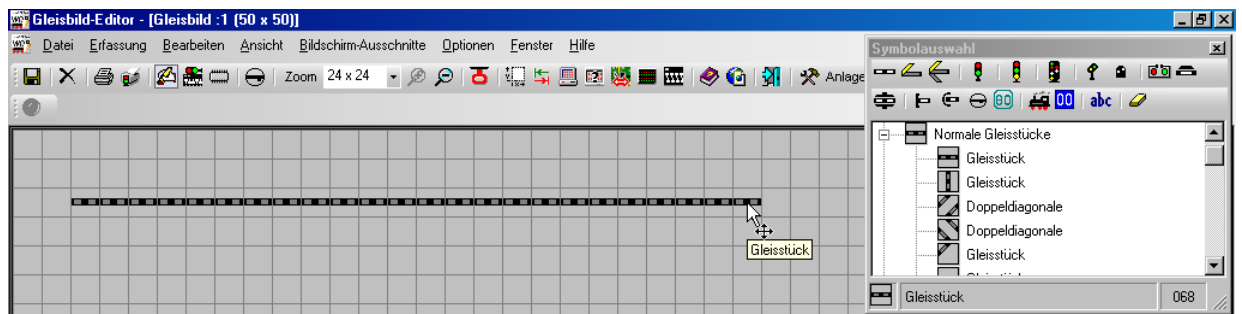 Gleisbild-Editor - [Gleisbild :1 (50 x 50)]
Datei Erfassung Bearbeiten Ansicht Bildschirm-Ausschnitte Optionen Fenster Hilfe
Zoom 24 x 24 Anlage
Symbolauswahl
80 00 abc
Normale Gleisstücke
Gleisstück
Gleisstück
Doppeldiagonale
Doppeldiagonale
Gleisstück
Gleisstück
Gleisstück 068